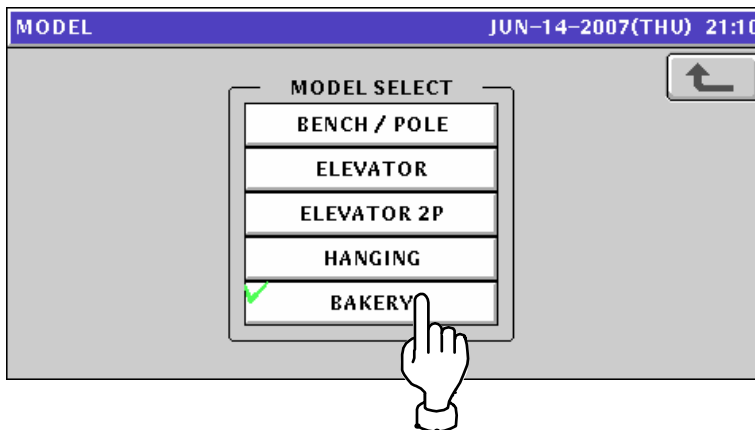 MODEL JUN-14-2007(THU) 21:10
MODEL SELECT
BENCH / POLE
ELEVATOR
ELEVATOR 2P
HANGING
BAKERY